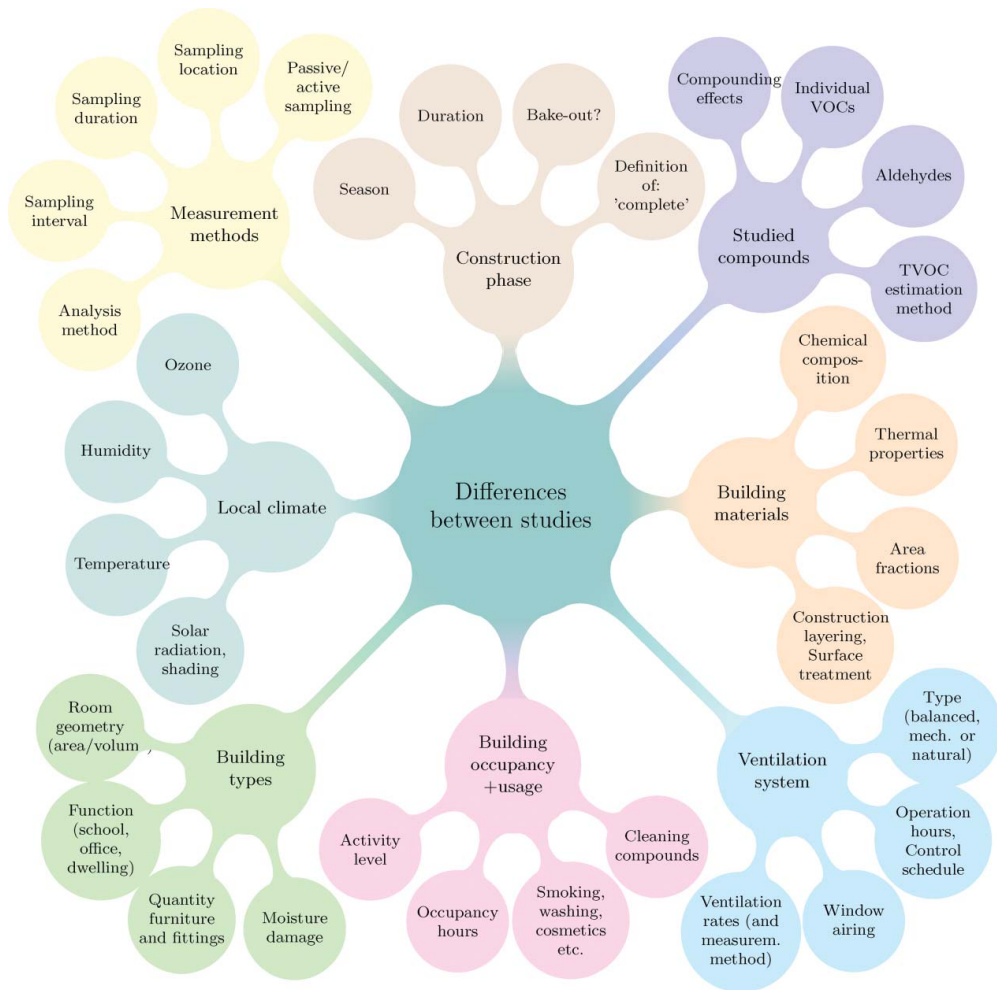 Sampling
location
Passive/
active
sampling
Sampling
duration
Sampling
interval
Analysis
method
Measurement
methods
Season
Duration
Bake-out?
Definition
of:
'complete'
Construction
phase
Compounding
effects
Individual
VOCs
Aldehydes
TVOC
estimation
method
Studied
compounds
Ozone
Humidity
Temperature
Solar
radiation,
shading
Local climate
Differences
between studies
Chemical
compos-
ition
Thermal
properties
Area
fractions
Construction
layering,
Surface
treatment
Building
materials
Room
geometry
(area/volum )
Function
(school,
office,
dwelling)
Quantity
furniture
and fittings
Moisture
damage
Building
types
Building
occupancy
+usage
Activity
level
Occupancy
hours
Smoking,
washing,
cosmetics
etc.
Cleaning
compounds
Ventilation
system
Type
(balanced,
mech. or
natural)
Operation
hours,
Control
schedule
Window
airing
Ventilation
rates (and
measurem.
method)